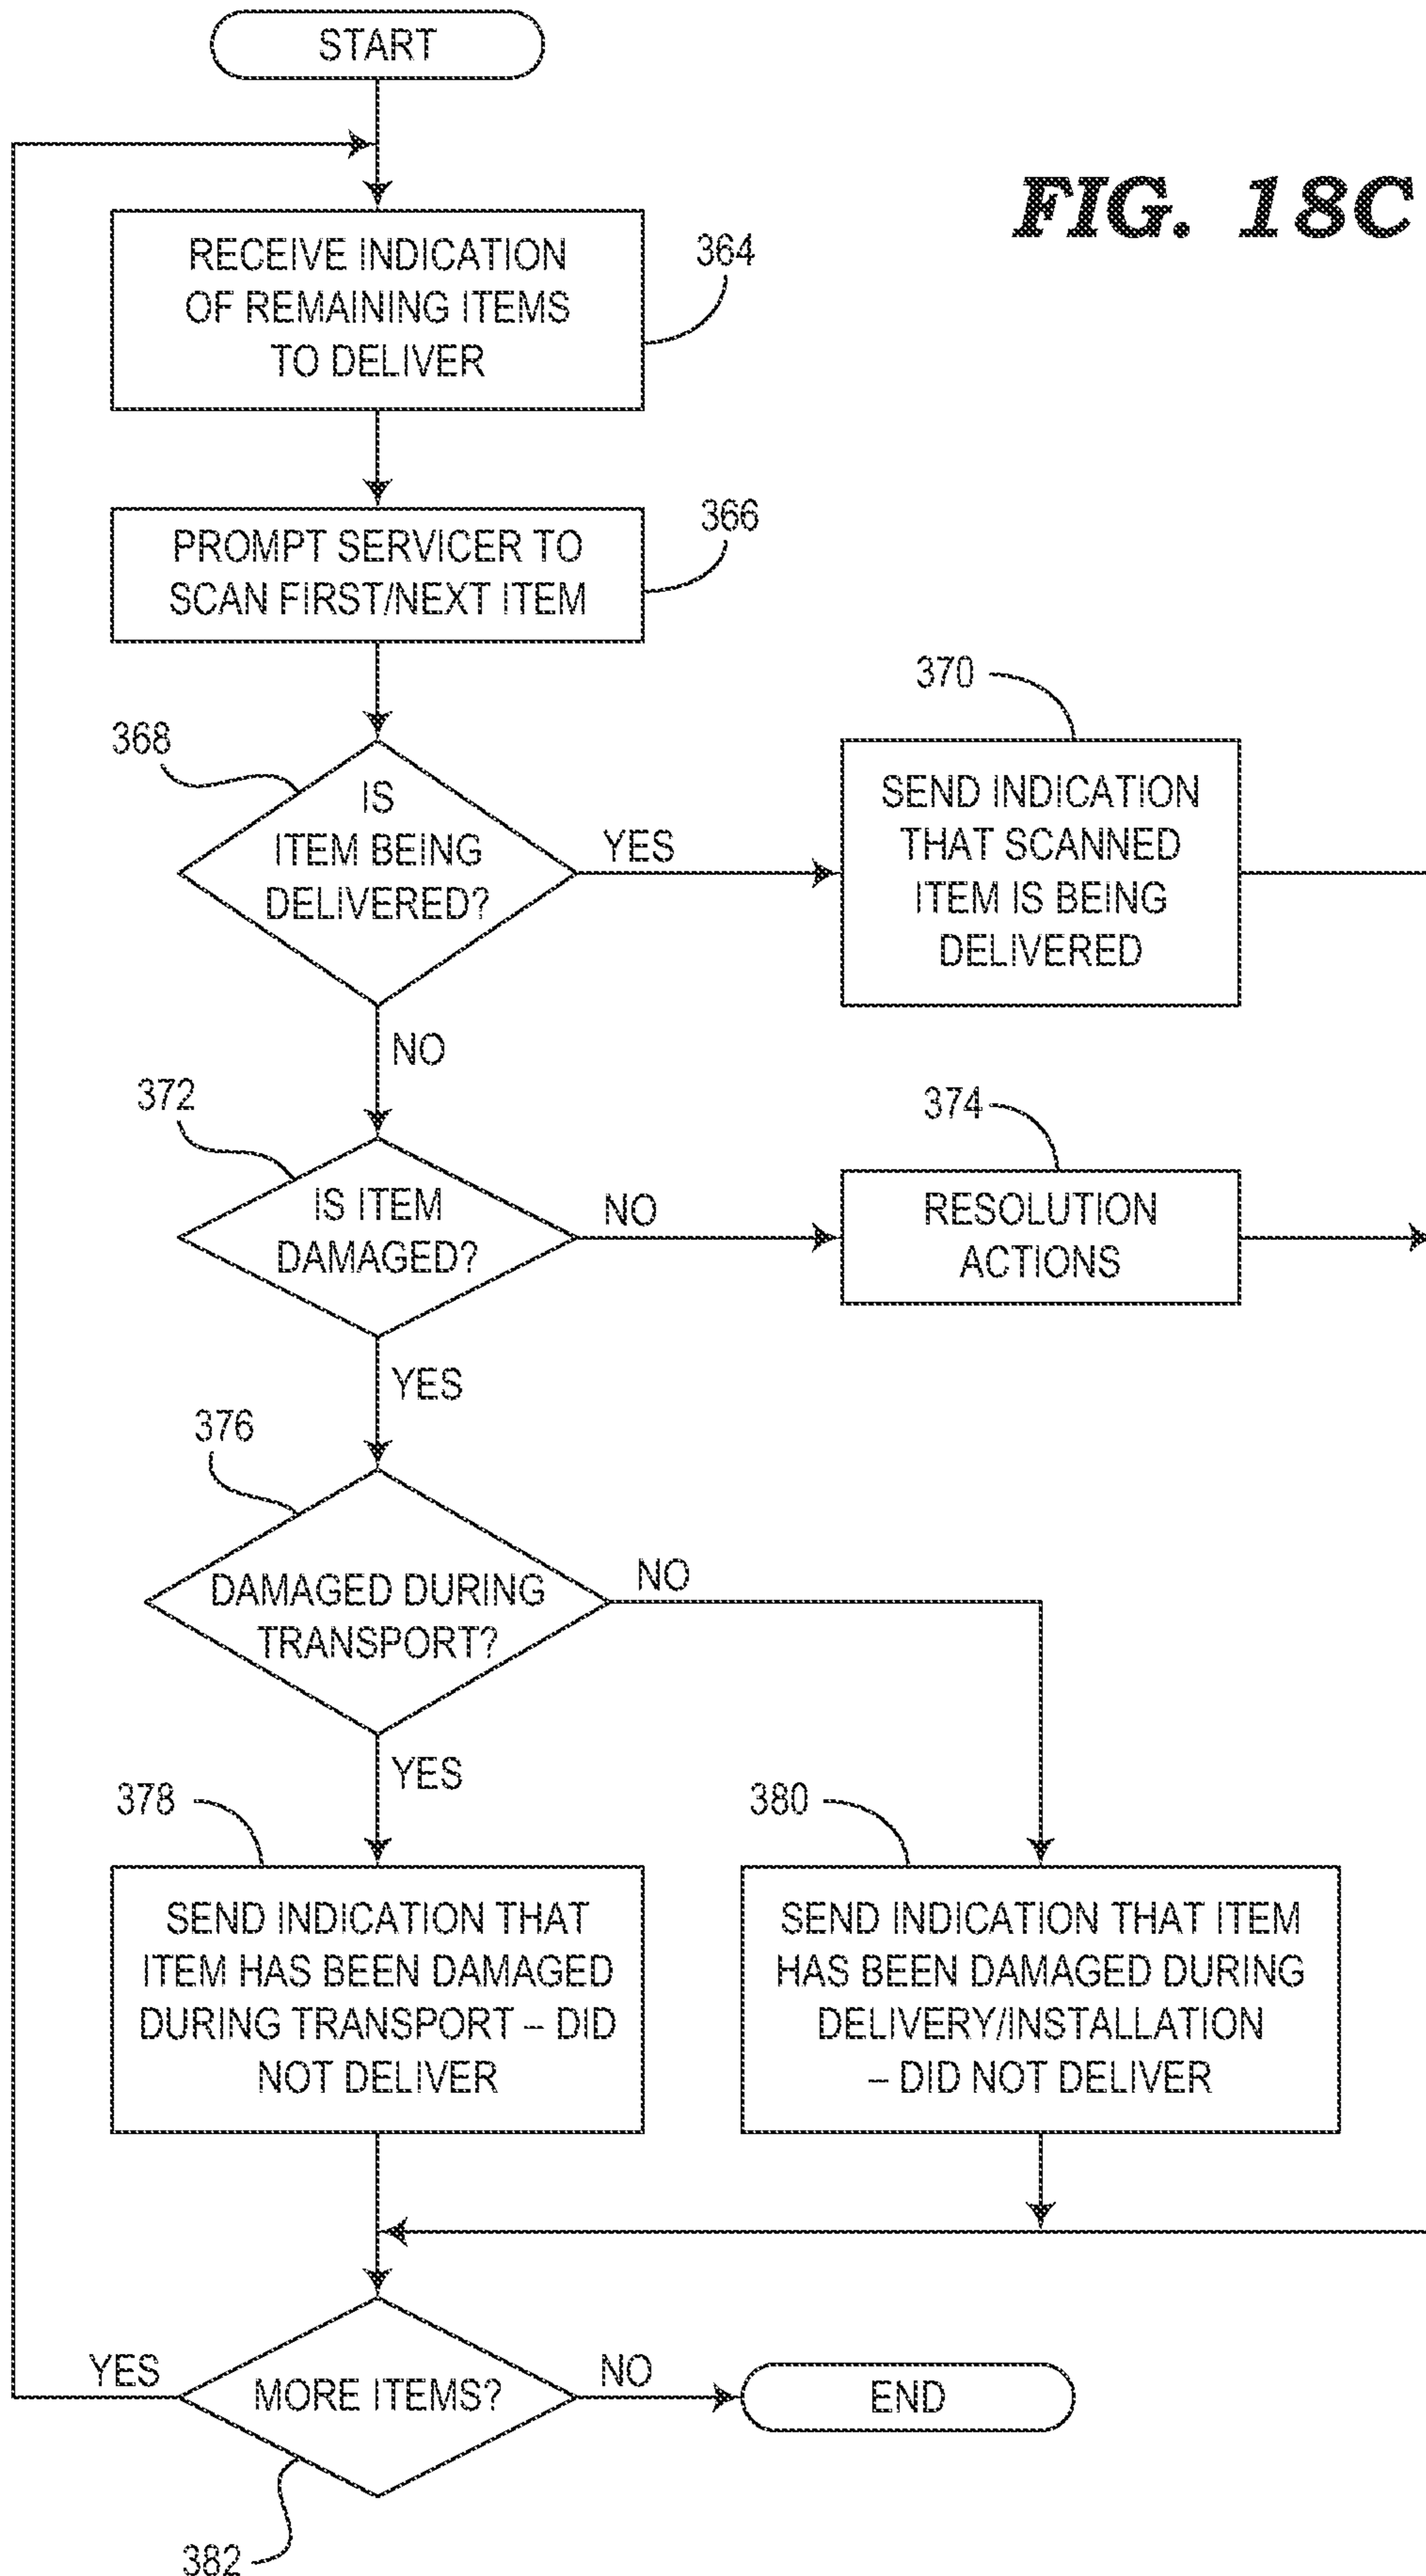 START
FIG. 18C
RECEIVE INDICATION
OF REMAINING ITEMS
TO DELIVER
364
PROMPT SERVICER TO
SCAN FIRST/NEXT ITEM
366
368
IS
ITEM BEING
DELIVERED?
YES
370
SEND INDICATION
THAT SCANNED
ITEM IS BEING
DELIVERED
NO
372
IS ITEM
DAMAGED?
NO
374
RESOLUTION
ACTIONS
YES
376
DAMAGED DURING
TRANSPORT?
NO
YES
378
SEND INDICATION THAT
ITEM HAS BEEN DAMAGED
DURING TRANSPORT – DID
NOT DELIVER
380
SEND INDICATION THAT ITEM
HAS BEEN DAMAGED DURING
DELIVERY/INSTALLATION
– DID NOT DELIVER
YES
MORE ITEMS?
NO
END
382